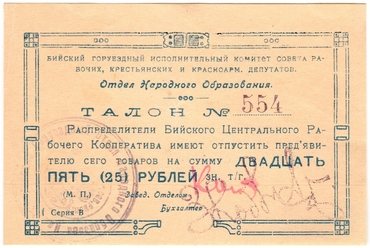 БИЙСКИЙ ГОРУЕЗДНЫЙ ИСПОЛНИТЕЛЬНЫЙ КОМИТЕТ СОВЕТА РА-
БОЧИХ, КРЕСТЬЯНСКИХ И КРАСНОАРМ. ДЕПУТАТОВ.
Отдел Народного Образования.
ТАЛОН № 554
Распределители Бийского Центрального Ра-
бочего Кооператива имеют отпустить пред'яви-
телю сего товаров на сумму ДВАДЦАТЬ
ПЯТЬ (25) РУБЛЕЙ зн. т/г.
(М. П.) Завед. Отделом
Серия В Бухгалтер